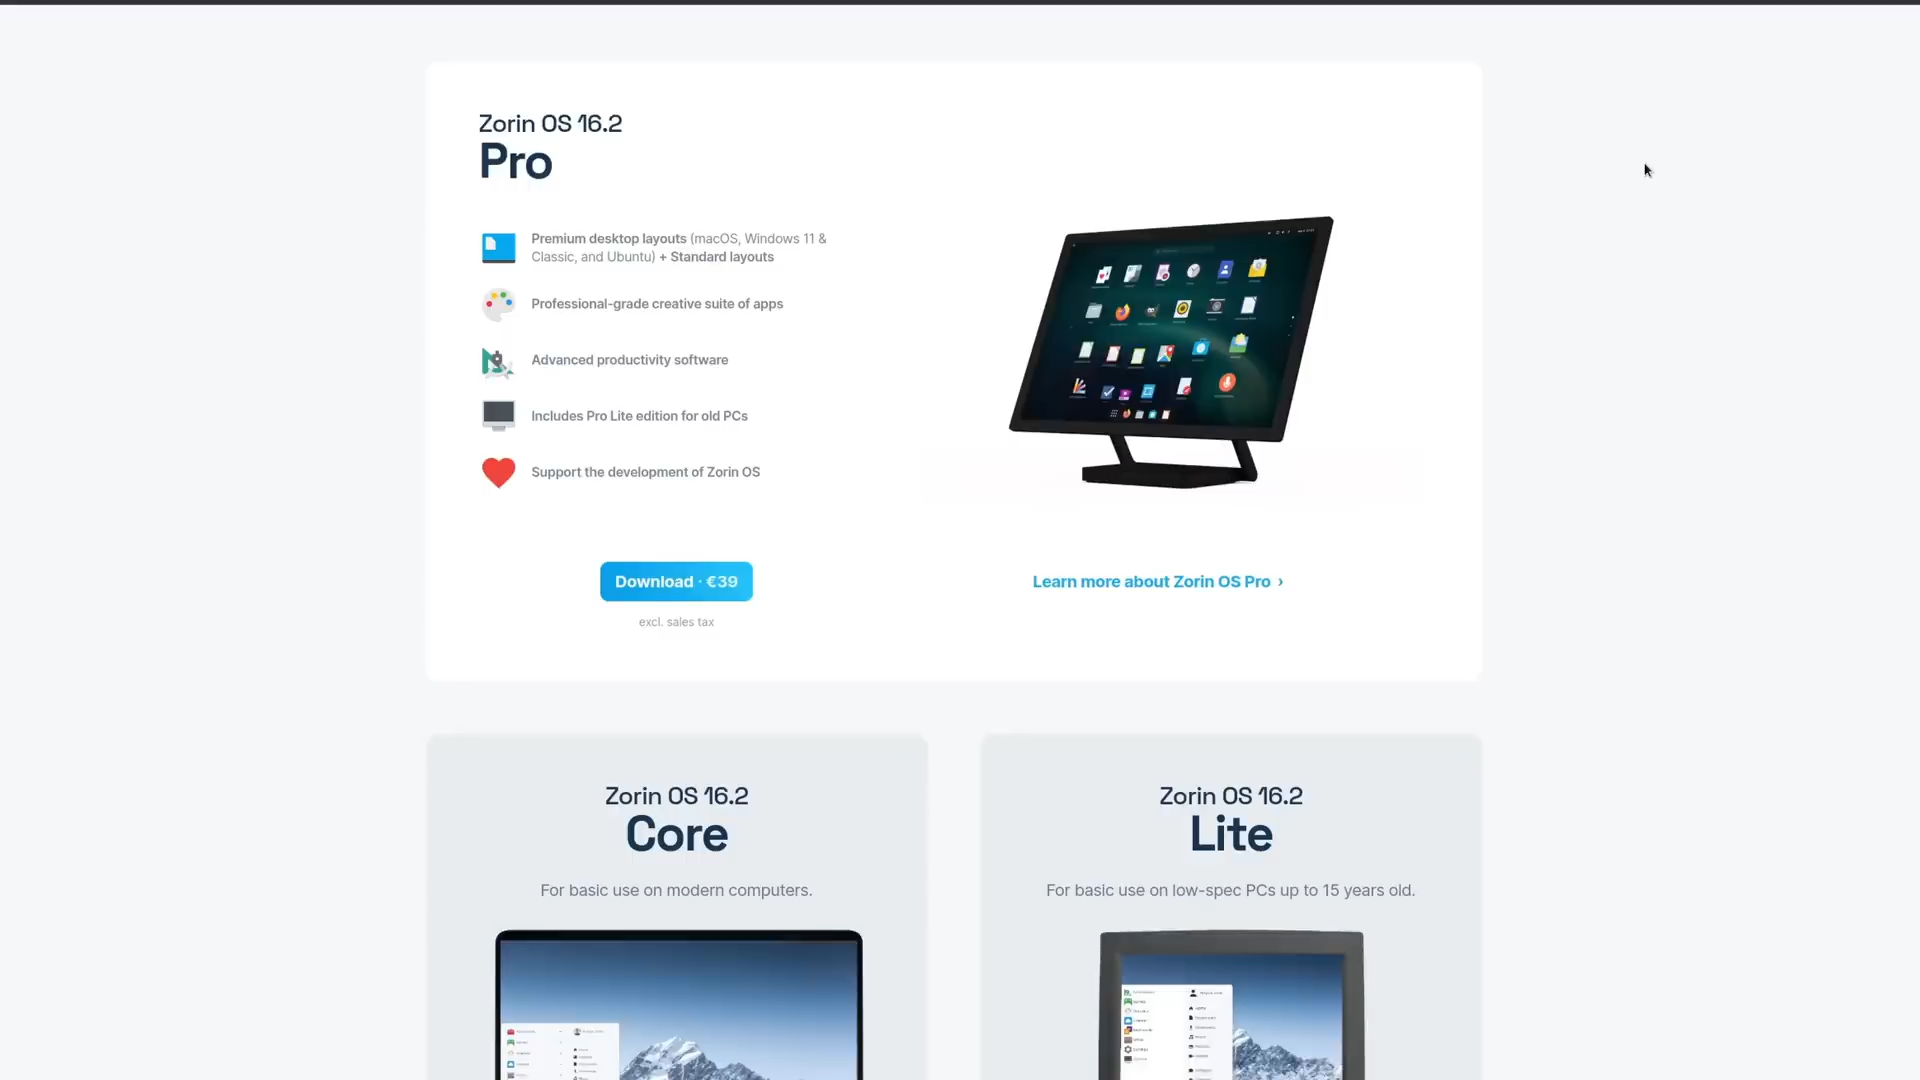 Zorin OS 16.2
Pro
Premium desktop layouts (macOS, Windows 11 &
Classic, and Ubuntu) + Standard layouts
Professional-grade creative suite of apps
Advanced productivity software
Includes Pro Lite edition for old PCs
Support the development of Zorin OS
Download · €39
excl. sales tax
Learn more about Zorin OS Pro ›
Zorin OS 16.2
Core
For basic use on modern computers.
Zorin OS 16.2
Lite
For basic use on low-spec PCs up to 15 years old.